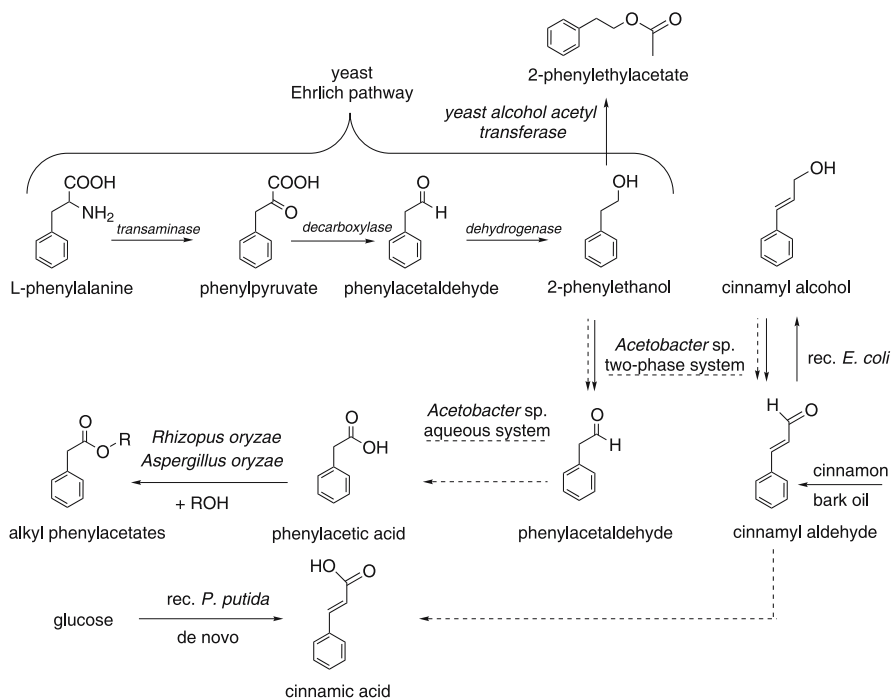 O
O
2-phenylethylacetate
yeast
Ehrlich pathway
yeast alcohol acetyl
transferase
COOH
NH2
transaminase
L-phenylalanine
COOH
O
decarboxylase
phenylpyruvate
O
H
dehydrogenase
phenylacetaldehyde
OH
2-phenylethanol
OH
cinnamyl alcohol
Acetobacter sp.
two-phase system
rec. E. coli
Acetobacter sp.
aqueous system
O
O
R
alkyl phenylacetates
Rhizopus oryzae
Aspergillus oryzae
+ ROH
O
OH
phenylacetic acid
O
H
phenylacetaldehyde
H
O
cinnamyl aldehyde
cinnamon
bark oil
glucose
rec. P. putida
de novo
HO
O
cinnamic acid